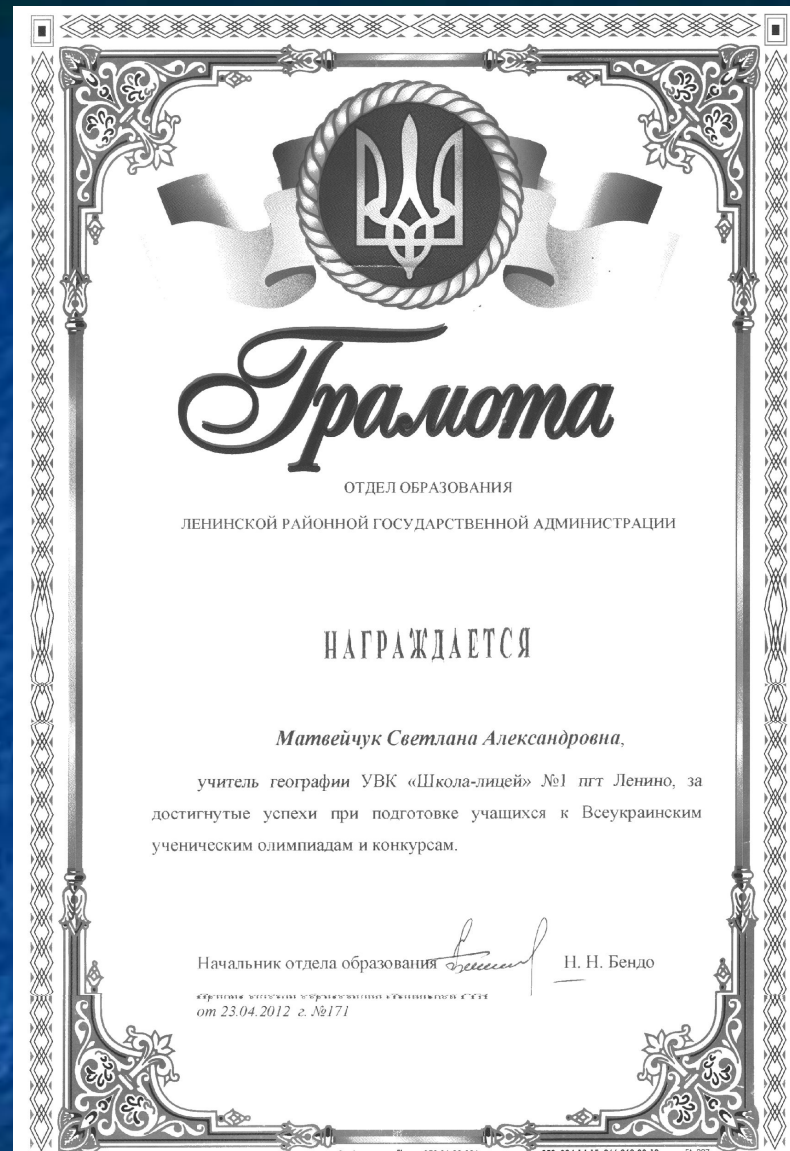 Грамота
ОТДЕЛ ОБРАЗОВАНИЯ
ЛЕНИНСКОЙ РАЙОННОЙ ГОСУДАРСТВЕННОЙ АДМИНИСТРАЦИИ
НАГРАЖДАЕТСЯ
Матвейчук Светлана Александровна,
учитель географии УВК «Школа-лицей» №1 пгт Ленино, за
достигнутые успехи при подготовке учащихся к Всеукраинским
ученическим олимпиадам и конкурсам.
Начальник отдела образования Н. Н. Бендо
от 23.04.2012 г. №171